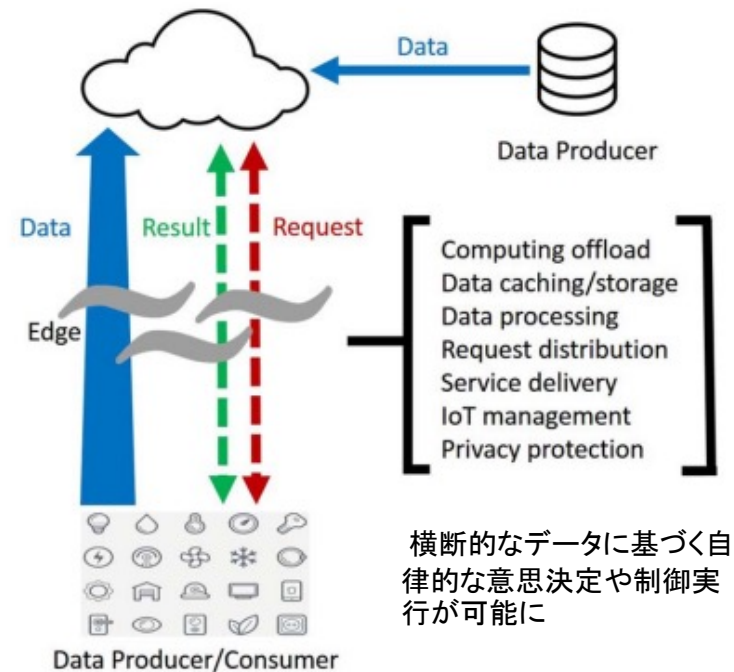 Data
Data Producer
Data
Result
Request
Edge
Computing offload
Data caching/storage
Data processing
Request distribution
Service delivery
IoT management
Privacy protection
横断的なデータに基づく自
律的な意思決定や制御実
行が可能に
Data Producer/Consumer